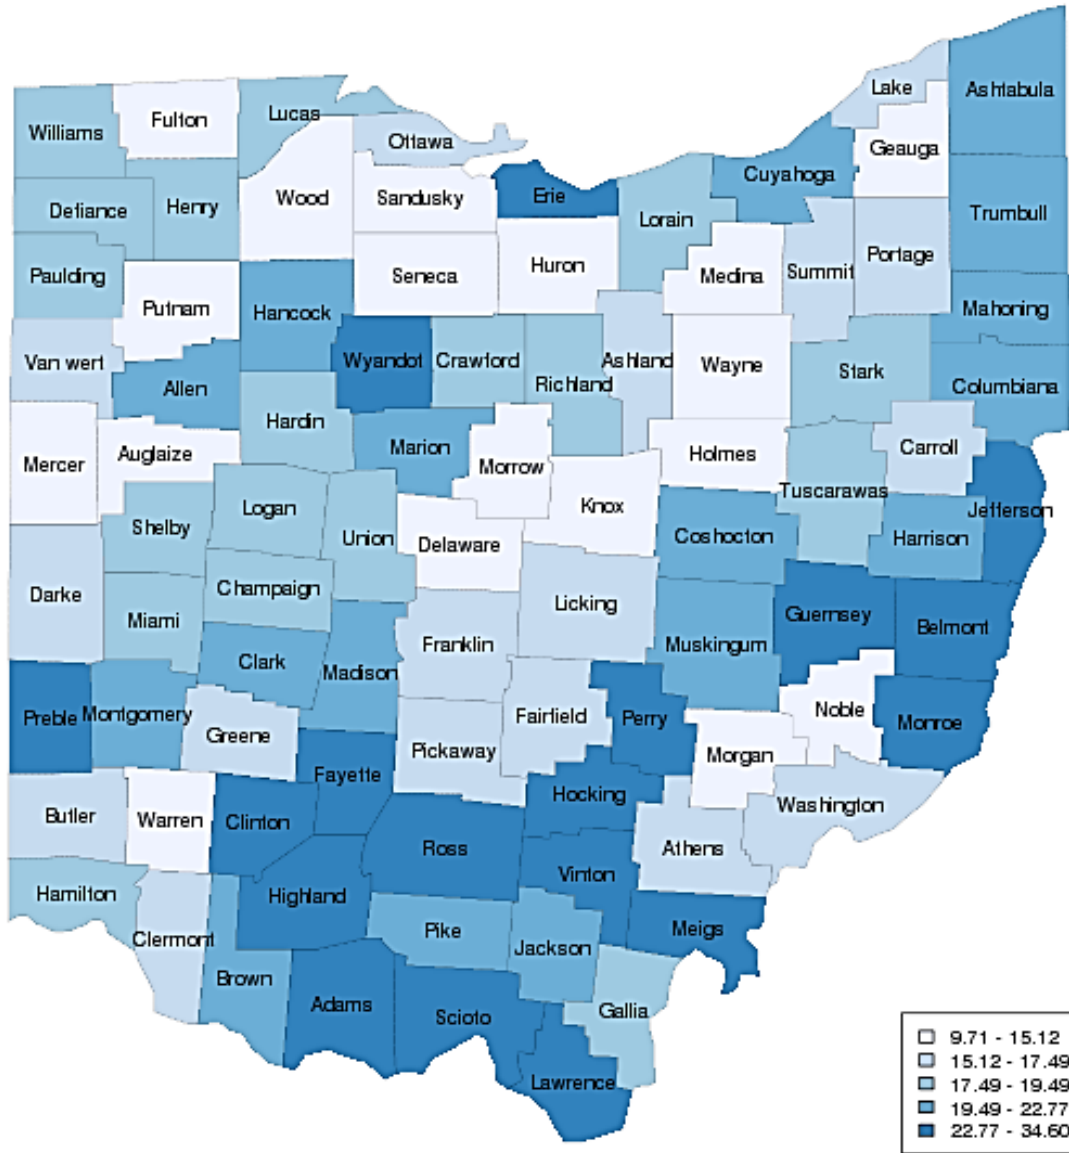 Lake
Ashtabula
Fulton
Lucas
Williams
Ottawa
Geauga
Cuyahoga
Wood
Sandusky
Erie
Henry
Defiance
Lorain
Trumbull
Portage
Huron
Summit
Paulding
Seneca
Medina
Putnam
Hancock
Mahoning
Van wert
Wyandot
Crawford
Ashland
Wayne
Stark
Richland
Allen
Columbiana
Hardin
Marion
Carroll
Auglaize
Mercer
Morrow
Holmes
Tuscarawas
Knox
Logan
Jefferson
Shelby
Union
Coshocton
Harrison
Delaware
Champaign
Darke
Licking
Guernsey
Miami
Belmont
Franklin
Muskingum
Clark
Madison
Noble
Preble
Montgomery
Fairfield
Perry
Monroe
Greene
Pickaway
Morgan
Fayette
Hocking
Washington
Butler
Warren
Clinton
Ross
Athens
Vinton
Hamilton
Highland
Meigs
Pike
Clermont
Jackson
Brown
Adams
Gallia
Scioto
Lawrence
9.71 - 15.12
15.12 - 17.49
17.49 - 19.49
19.49 - 22.77
22.77 - 34.60